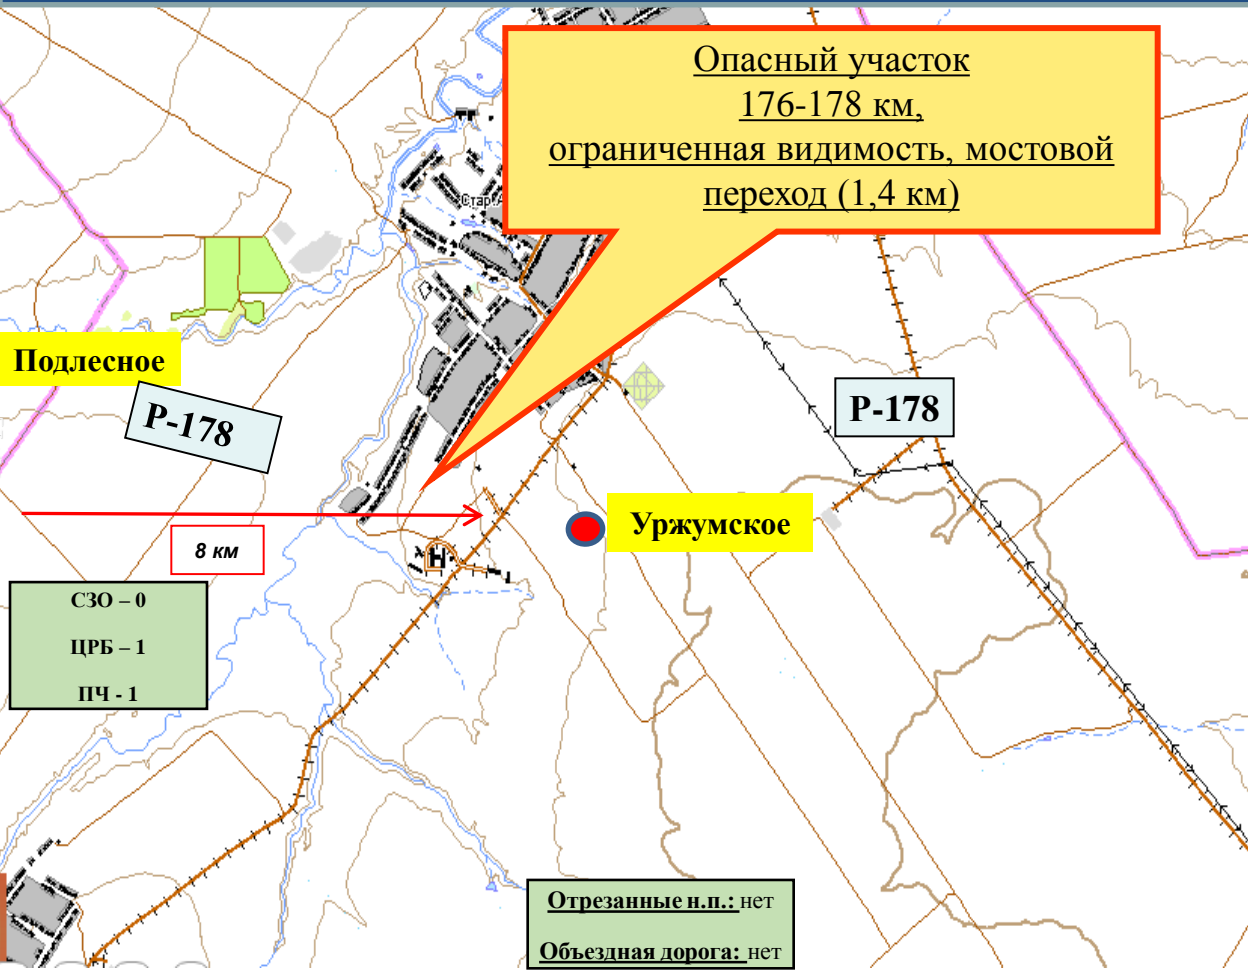 Опасный участок
176-178 км,
ограниченная видимость, мостовой
переход (1,4 км)
Стар.
Подлесное
Р-178
Р-178
Уржумское
8 км
СЗО – 0
ЦРБ – 1
ПЧ - 1
Н
Отрезанные н.п.: нет
Объездная дорога: нет